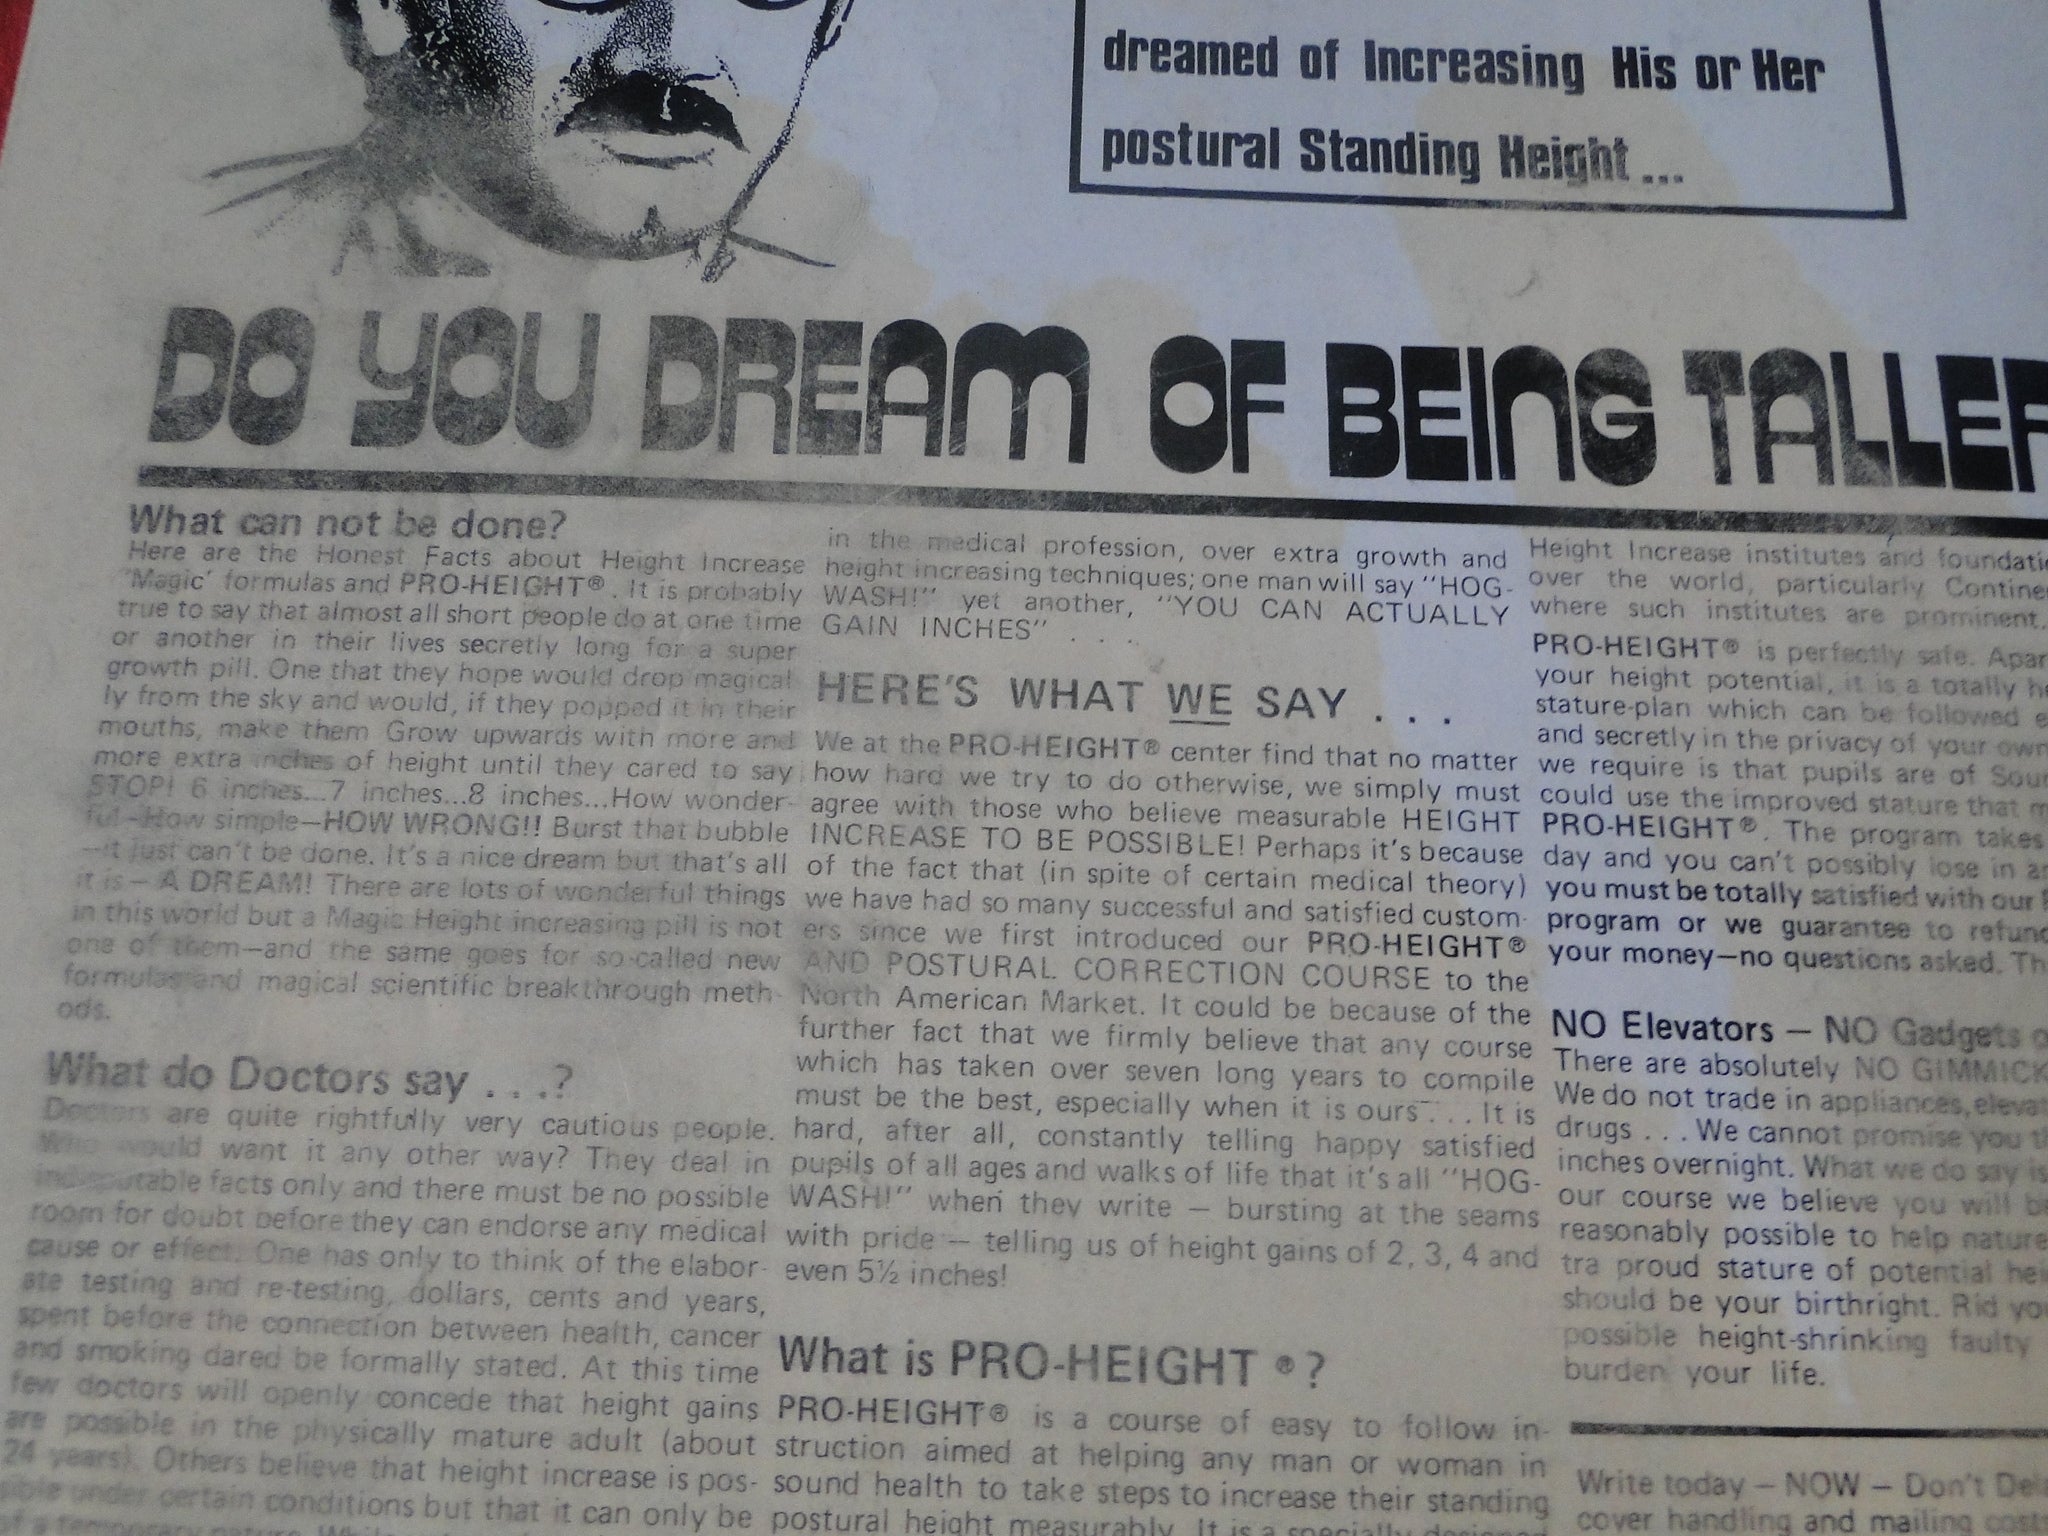 dreamed of Increasing His or Her
postural Standing Height...
DO YOU DREAM OF BEING TALLER
What can not be done?
Here are the Honest Facts about Height Increase
'Magic' formulas and PRO-HEIGHT®. It is probably
true to say that almost all short people do at one time
or another in their lives secretly long for a super
growth pill. One that they hope would drop magical
ly from the sky and would, if they popped it in their
mouths, make them Grow upwards with more and
more extra inches of height until they cared to say
STOP! 6 inches...7 inches...8 inches...How wonder-
ful—How simple—HOW WRONG!! Burst that bubble
—it just can't be done. It's a nice dream but that's all
it is — A DREAM! There are lots of wonderful things
in this world but a Magic Height increasing pill is not
one of them—and the same goes for so-called new
formulas and magical scientific breakthrough meth-
ods.
What do Doctors say . . .?
Doctors are quite rightfully very cautious people.
Who would want it any other way? They deal in
indisputable facts only and there must be no possible
room for doubt before they can endorse any medical
cause or effect. One has only to think of the elabor-
ate testing and re-testing, dollars, cents and years,
spent before the connection between health, cancer
and smoking dared be formally stated. At this time
few doctors will openly concede that height gains
are possible in the physically mature adult (about
24 years). Others believe that height increase is pos-
sible under certain conditions but that it can only be
of a temporary nature.
in the medical profession, over extra growth and
height increasing techniques; one man will say "HOG-
WASH!" yet another, "YOU CAN ACTUALLY
GAIN INCHES" . . .
HERE'S WHAT WE SAY . . .
We at the PRO-HEIGHT® center find that no matter
how hard we try to do otherwise, we simply must
agree with those who believe measurable HEIGHT
INCREASE TO BE POSSIBLE! Perhaps it's because
of the fact that (in spite of certain medical theory)
we have had so many successful and satisfied custom-
ers since we first introduced our PRO-HEIGHT®
AND POSTURAL CORRECTION COURSE to the
North American Market. It could be because of the
further fact that we firmly believe that any course
which has taken over seven long years to compile
must be the best, especially when it is ours . . . It is
hard, after all, constantly telling happy satisfied
pupils of all ages and walks of life that it's all "HOG-
WASH!" when they write — bursting at the seams
with pride — telling us of height gains of 2, 3, 4 and
even 5½ inches!
What is PRO-HEIGHT ®?
PRO-HEIGHT® is a course of easy to follow in-
struction aimed at helping any man or woman in
sound health to take steps to increase their standing
postural height measurably. It is a specially designed
Height Increase institutes and foundati
over the world, particularly Contine
where such institutes are prominent.
PRO-HEIGHT® is perfectly safe. Apar
your height potential, it is a totally h
stature-plan which can be followed e
and secretly in the privacy of your own
we require is that pupils are of Sou
could use the improved stature that m
PRO-HEIGHT®. The program takes
day and you can't possibly lose in a
you must be totally satisfied with our
program or we guarantee to refund
your money—no questions asked. Th
NO Elevators — NO Gadgets o
There are absolutely NO GIMMICK
We do not trade in appliances, elevat
drugs . . . We cannot promise you th
inches overnight. What we do say is
our course we believe you will be
reasonably possible to help nature
tra proud stature of potential hei
should be your birthright. Rid yo
possible height-shrinking faulty
burden your life.
Write today — NOW — Don't Dela
cover handling and mailing costs